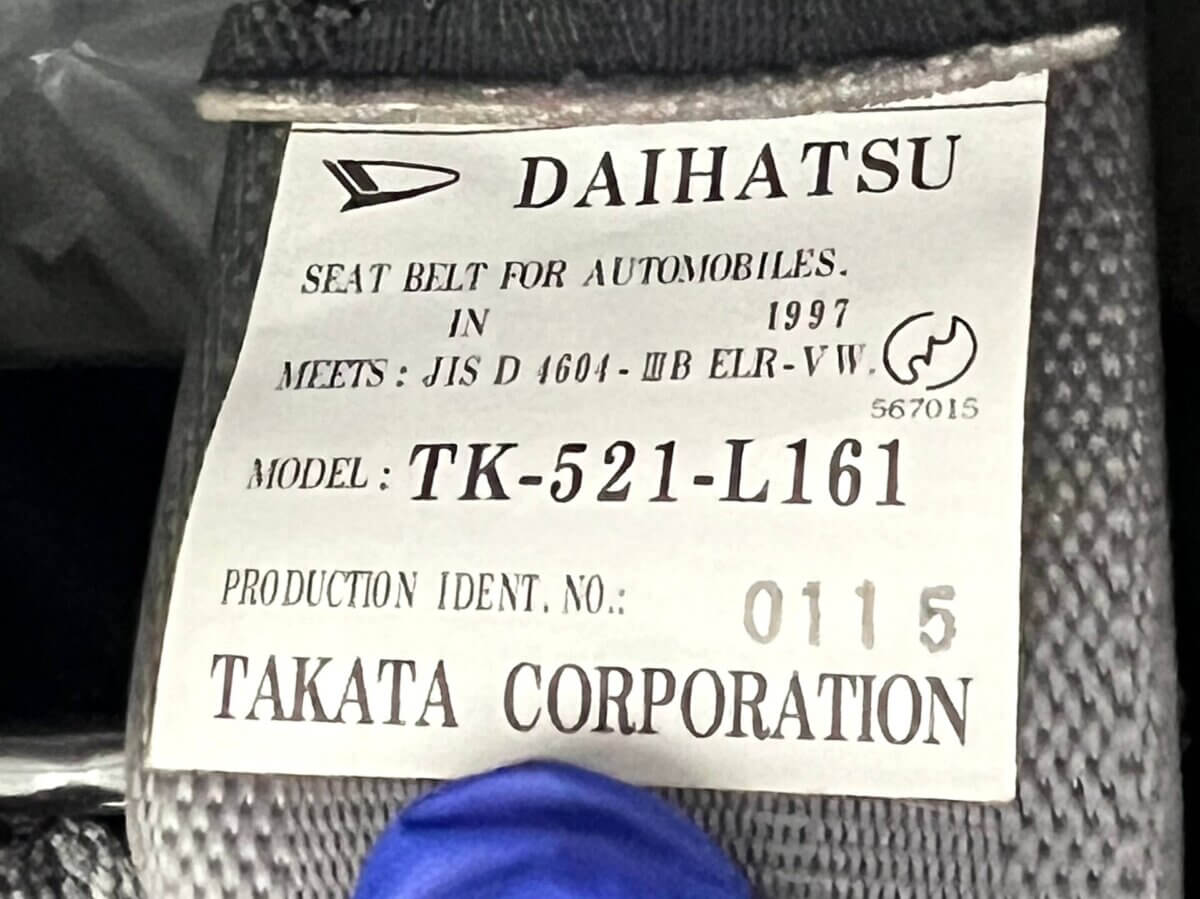 DAIHATSU
SEAT BELT FOR AUTOMOBILES.
IN 1997
MEETS: JIS D 4604-ⅢB ELR-VW.
567015
MODEL: TK-521-L161
PRODUCTION IDENT. NO.: 0115
TAKATA CORPORATION